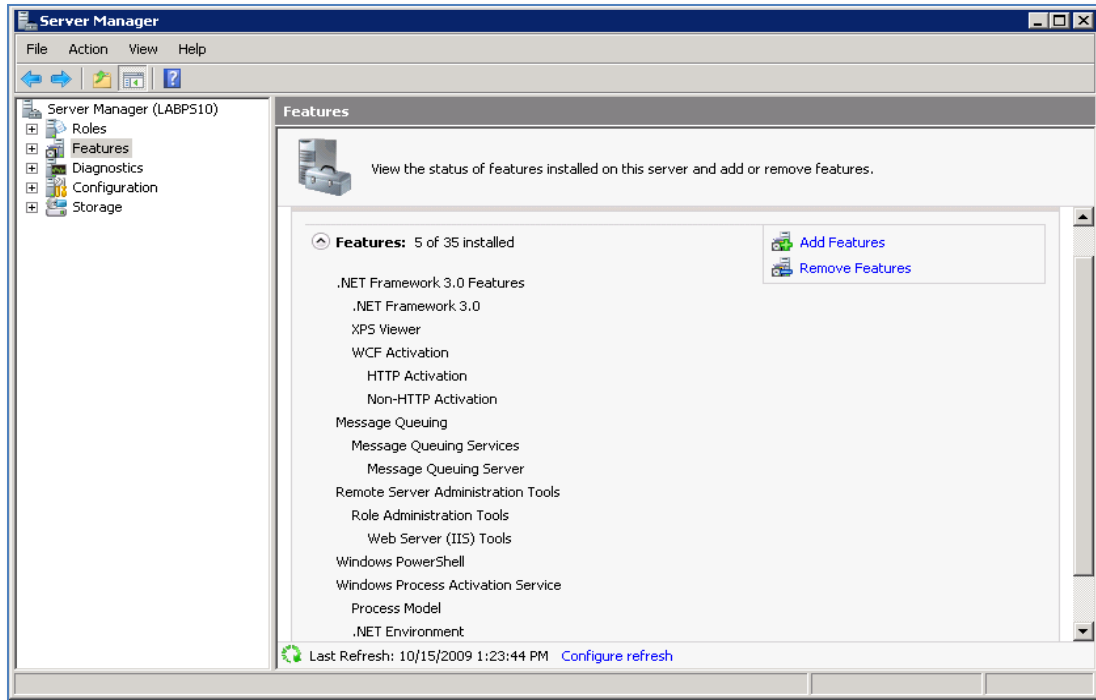 Server Manager
File Action View Help
Server Manager (LABPS10)
Roles
Features
Diagnostics
Configuration
Storage
Features
View the status of features installed on this server and add or remove features.
Features: 5 of 35 installed
Add Features
Remove Features
.NET Framework 3.0 Features
.NET Framework 3.0
XPS Viewer
WCF Activation
HTTP Activation
Non-HTTP Activation
Message Queuing
Message Queuing Services
Message Queuing Server
Remote Server Administration Tools
Role Administration Tools
Web Server (IIS) Tools
Windows PowerShell
Windows Process Activation Service
Process Model
.NET Environment
Last Refresh: 10/15/2009 1:23:44 PM Configure refresh